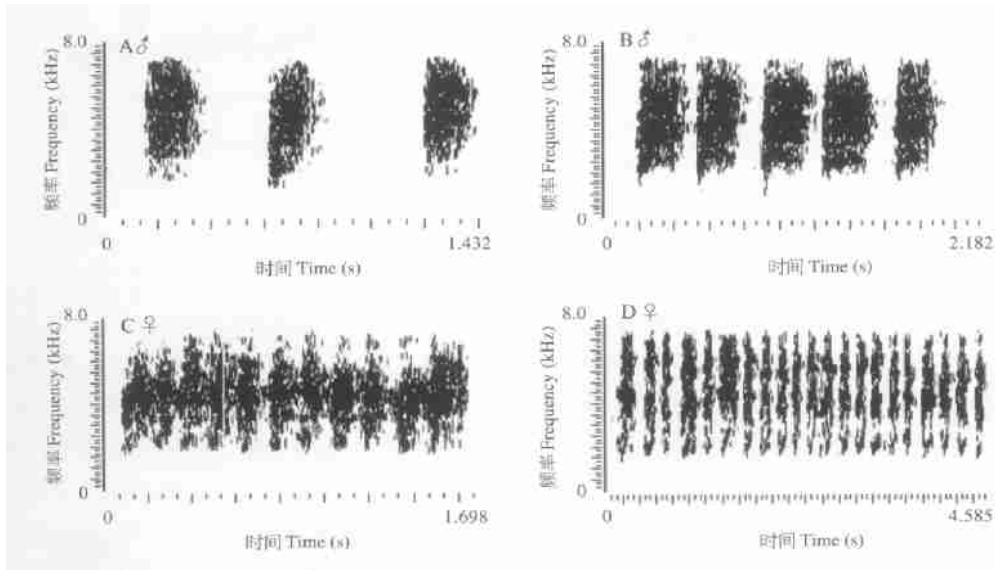 8.0
A♂
频率 Frequency (kHz)
0
0
1.432
时间 Time (s)
8.0
B♂
频率 Frequency (kHz)
0
0
2.182
时间 Time (s)
8.0
C ♀
频率 Frequency (kHz)
0
0
1.698
时间 Time (s)
8.0
D ♀
频率 Frequency (kHz)
0
0
4.585
时间 Time (s)